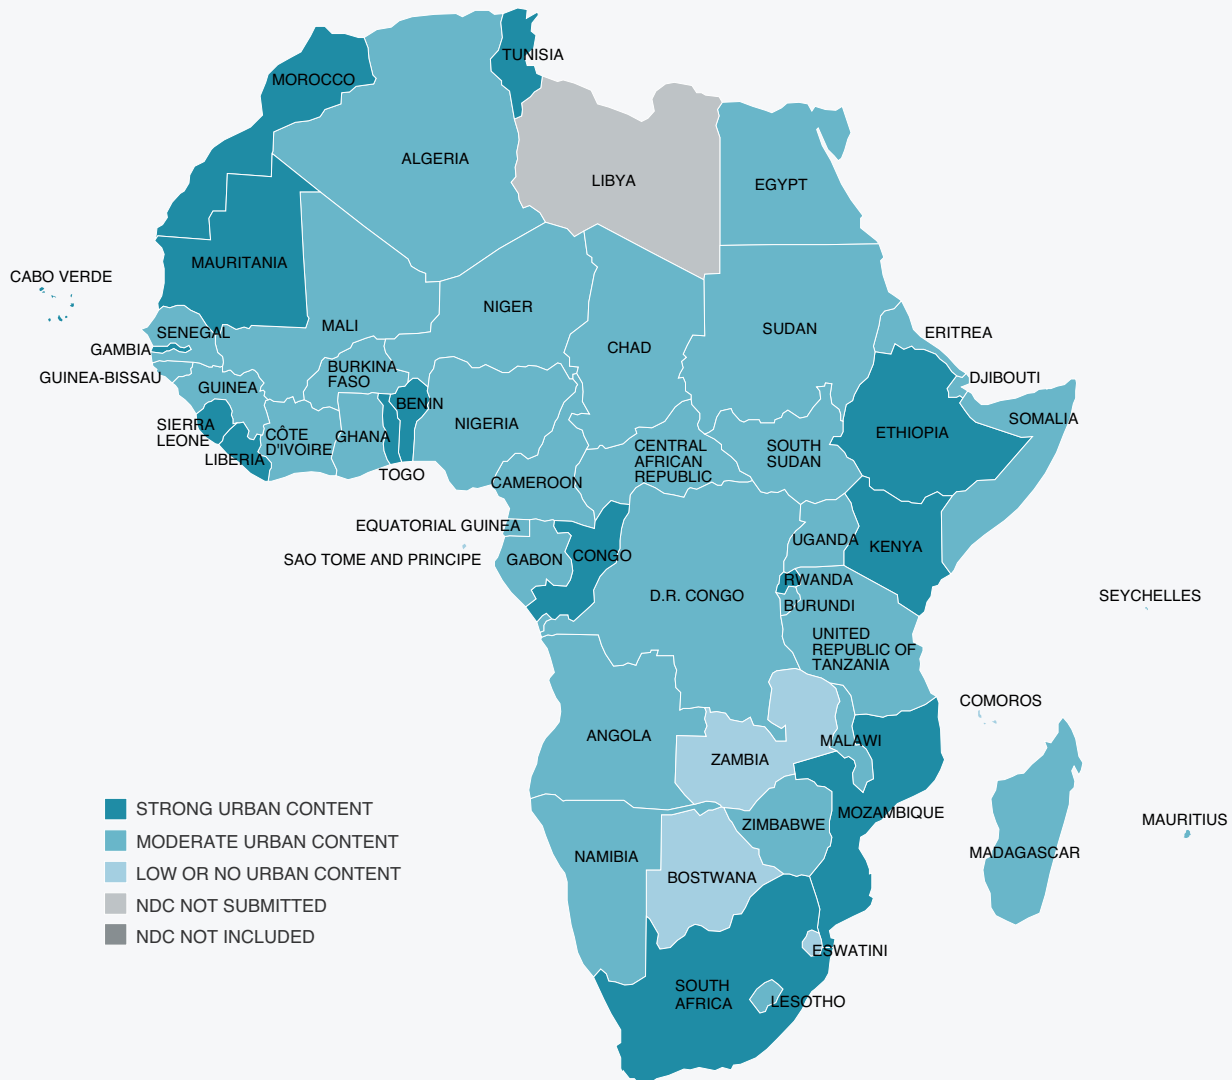 TUNISIA
MOROCCO
ALGERIA
LIBYA
EGYPT
MAURITANIA
CABO VERDE
NIGER
MALI
SUDAN
SENEGAL
ERITREA
GAMBIA
CHAD
BURKINA
FASO
GUINEA-BISSAU
DJIBOUTI
GUINEA
BENIN
SOMALIA
SIERRA
LEONE
NIGERIA
ETHIOPIA
CÔTE
D'IVOIRE
GHANA
CENTRAL
AFRICAN
REPUBLIC
SOUTH
SUDAN
LIBERIA
TOGO
CAMEROON
EQUATORIAL GUINEA
UGANDA
KENYA
SAO TOME AND PRINCIPE
GABON
CONGO
RWANDA
D.R. CONGO
SEYCHELLES
BURUNDI
UNITED
REPUBLIC OF
TANZANIA
COMOROS
ANGOLA
MALAWI
ZAMBIA
STRONG URBAN CONTENT
MODERATE URBAN CONTENT
LOW OR NO URBAN CONTENT
NDC NOT SUBMITTED
NDC NOT INCLUDED
MOZAMBIQUE
MAURITIUS
ZIMBABWE
NAMIBIA
MADAGASCAR
BOSTWANA
ESWATINI
SOUTH
AFRICA
LESOTHO